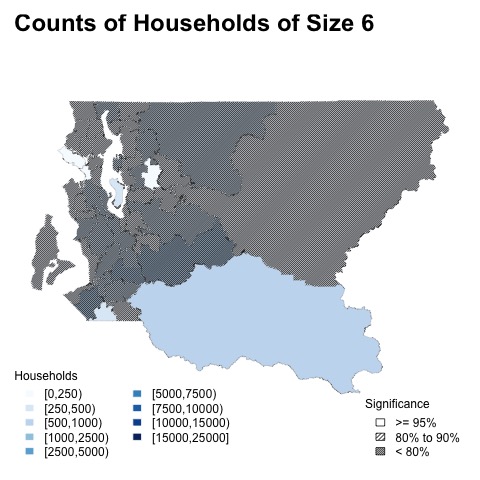 Counts of Households of Size 6
Households
[0,250)
[250,500)
[500,1000)
[1000,2500)
[2500,5000)
[5000,7500)
[7500,10000)
[10000,15000)
[15000,25000]
Significance
>= 95%
80% to 90%
< 80%